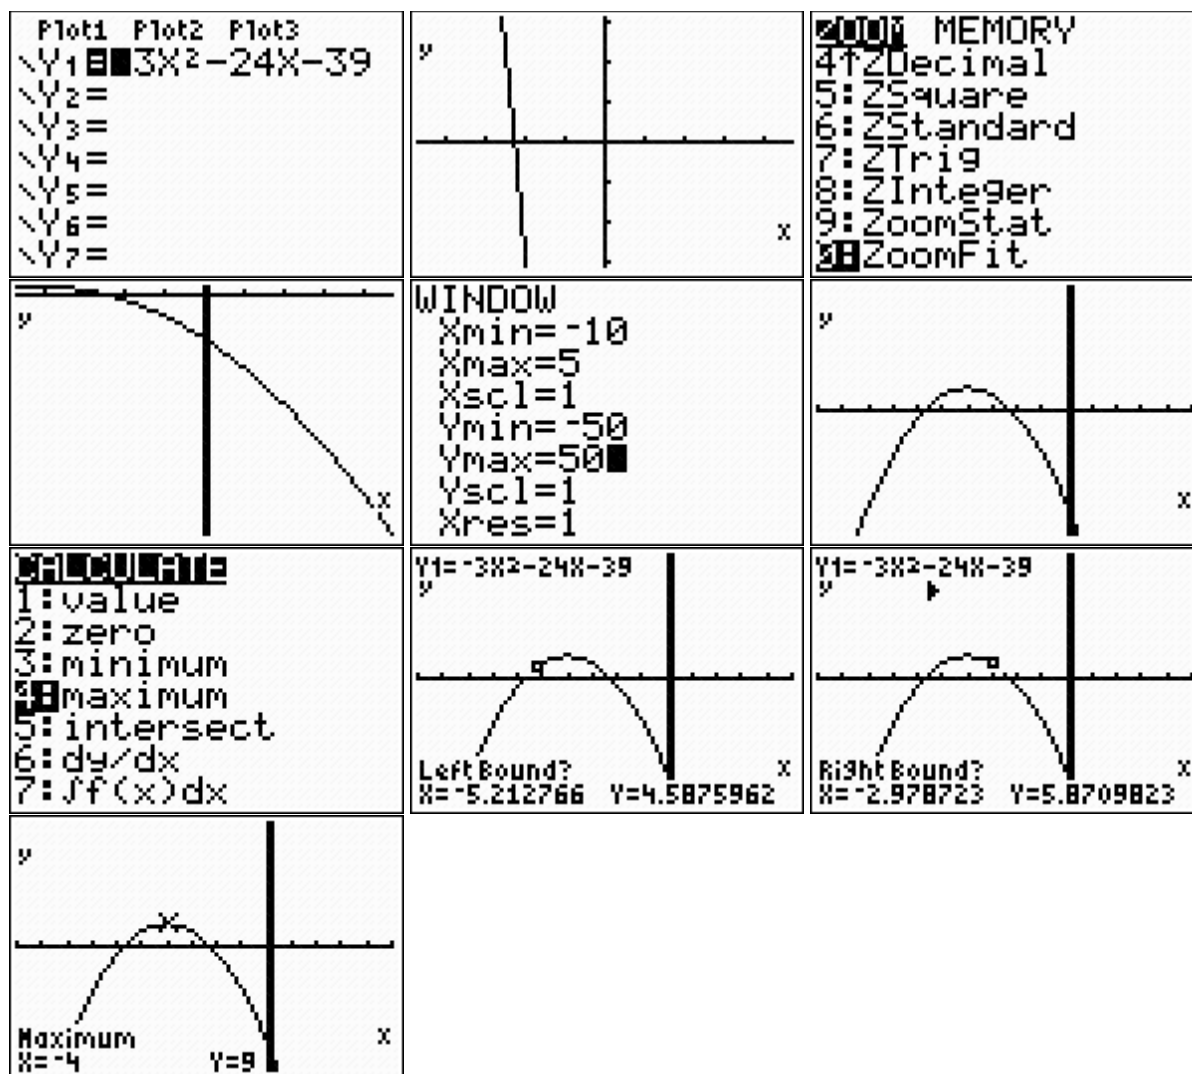 Plot1 Plot2 Plot3
\Y1=█3X²-24X-39
\Y2=
\Y3=
\Y4=
\Y5=
\Y6=
\Y7=
y
x
ZOOM MEMORY
4↑ZDecimal
5:ZSquare
6:ZStandard
7:ZTrig
8:ZInteger
9:ZoomStat
0:ZoomFit
y
x
WINDOW
Xmin=-10
Xmax=5
Xscl=1
Ymin=-50
Ymax=50
Yscl=1
Xres=1
y
x
CALCULATE
1:value
2:zero
3:minimum
4:maximum
5:intersect
6:dy/dx
7:∫f(x)dx
Y1=-3X²-24X-39
y
LeftBound?
x
X=-5.212766 Y=4.5875962
Y1=-3X²-24X-39
y
RightBound?
x
X=-2.978723 Y=5.8709823
y
Maximum
x
X=-4 Y=9